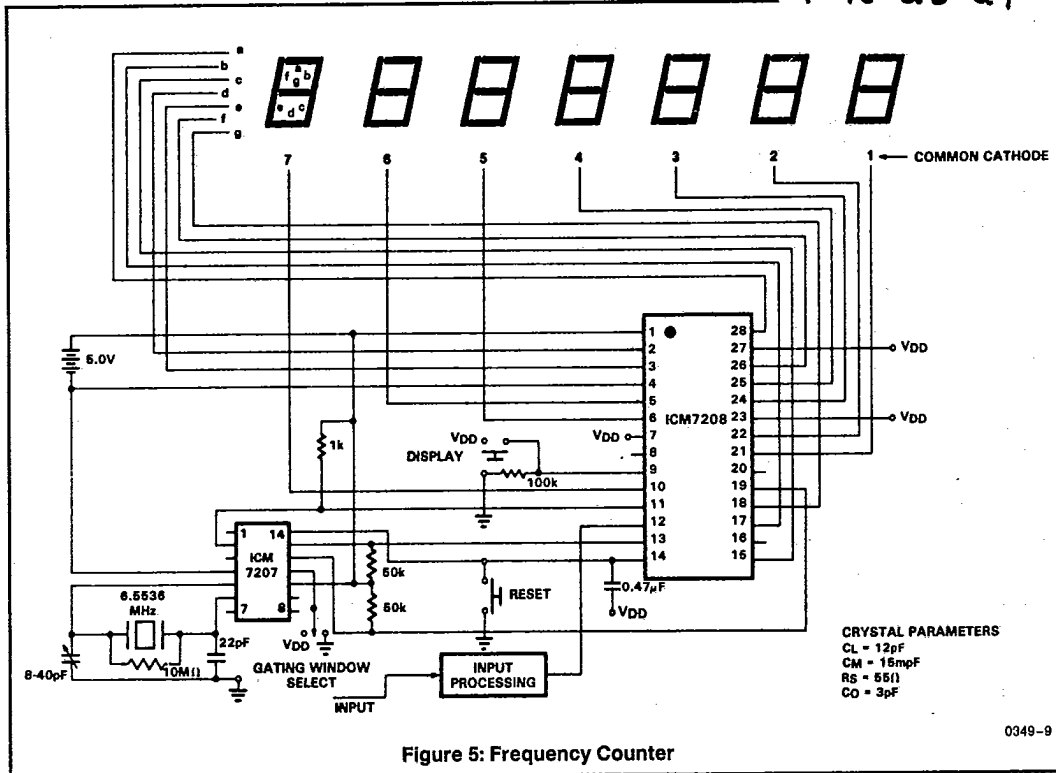 a
b
c
d
e
f
g
a
f g b
e d c
7 6 5 4 3 2 1 ← COMMON CATHODE
5.0V
1 28
2 27 VDD
3 26
4 25
5 24
6 ICM7208 23 VDD
VDD 7 22
8 21
9 20
10 19
11 18
12 17
13 16
14 15
1k
VDD
DISPLAY
100k
1 14
ICM
7207
7 8
50k
50k
RESET
0.47µF
VDD
6.5536
MHz
22pF
10MΩ
8-40pF
VDD
GATING WINDOW
SELECT
INPUT
INPUT
PROCESSING
CRYSTAL PARAMETERS
CL = 12pF
CM = 15mpF
RS = 55Ω
CO = 3pF
0349-9
Figure 5: Frequency Counter